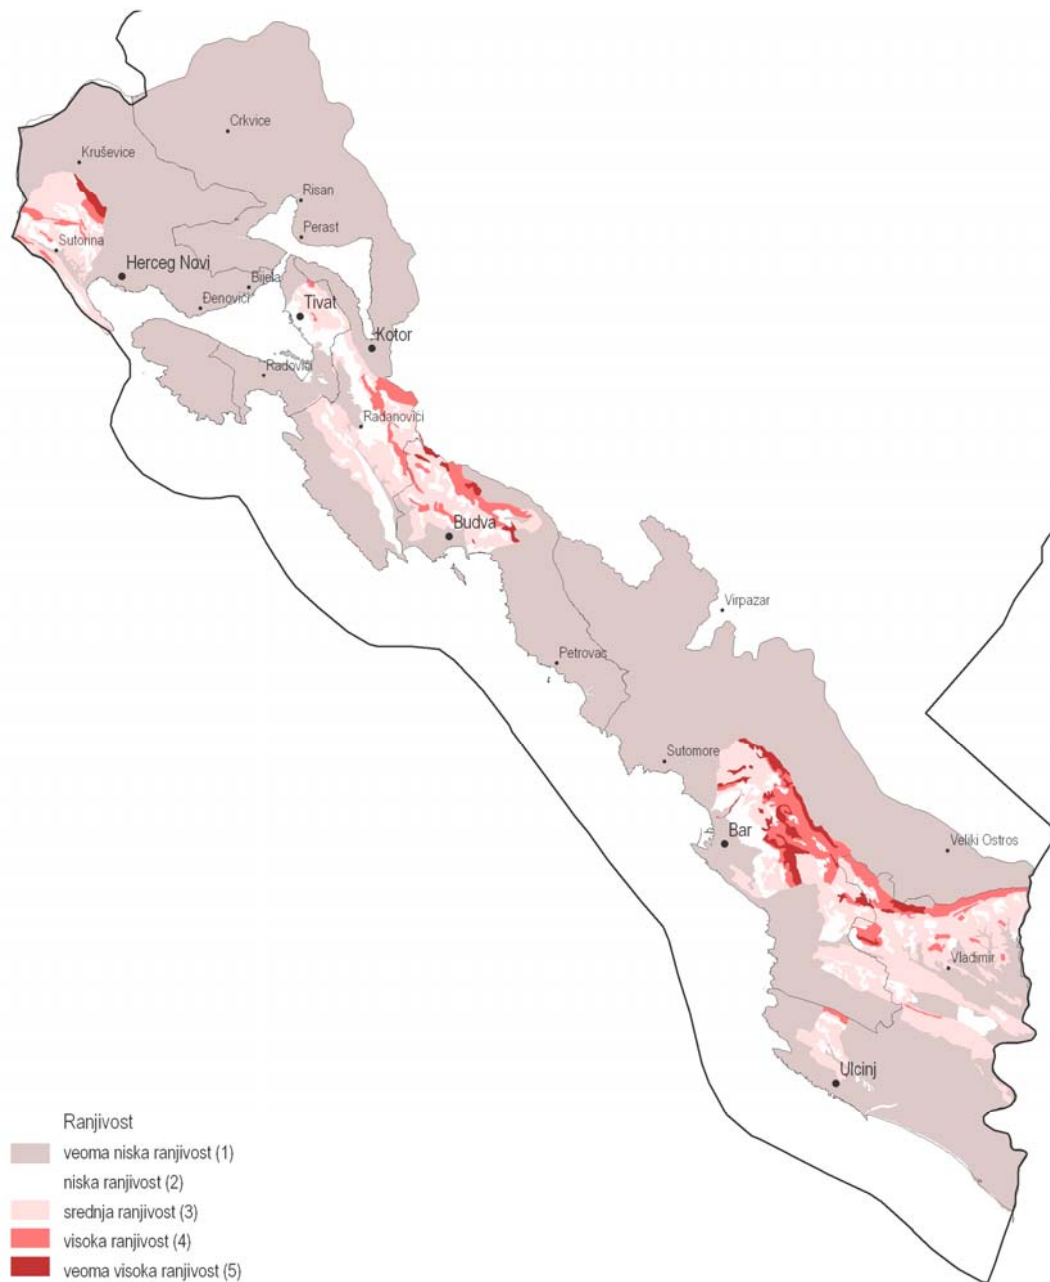 Crkvice
Kruševice
Risan
Perast
Sutorina
Herceg Novi
Bijela
Đenovići
Tivat
Kotor
Radovići
Radanovići
Budva
Virpazar
Petrovac
Sutomore
Bar
Veliki Ostros
Vladimir
Ulcinj
Ranjivost
veoma niska ranjivost (1)
niska ranjivost (2)
srednja ranjivost (3)
visoka ranjivost (4)
veoma visoka ranjivost (5)